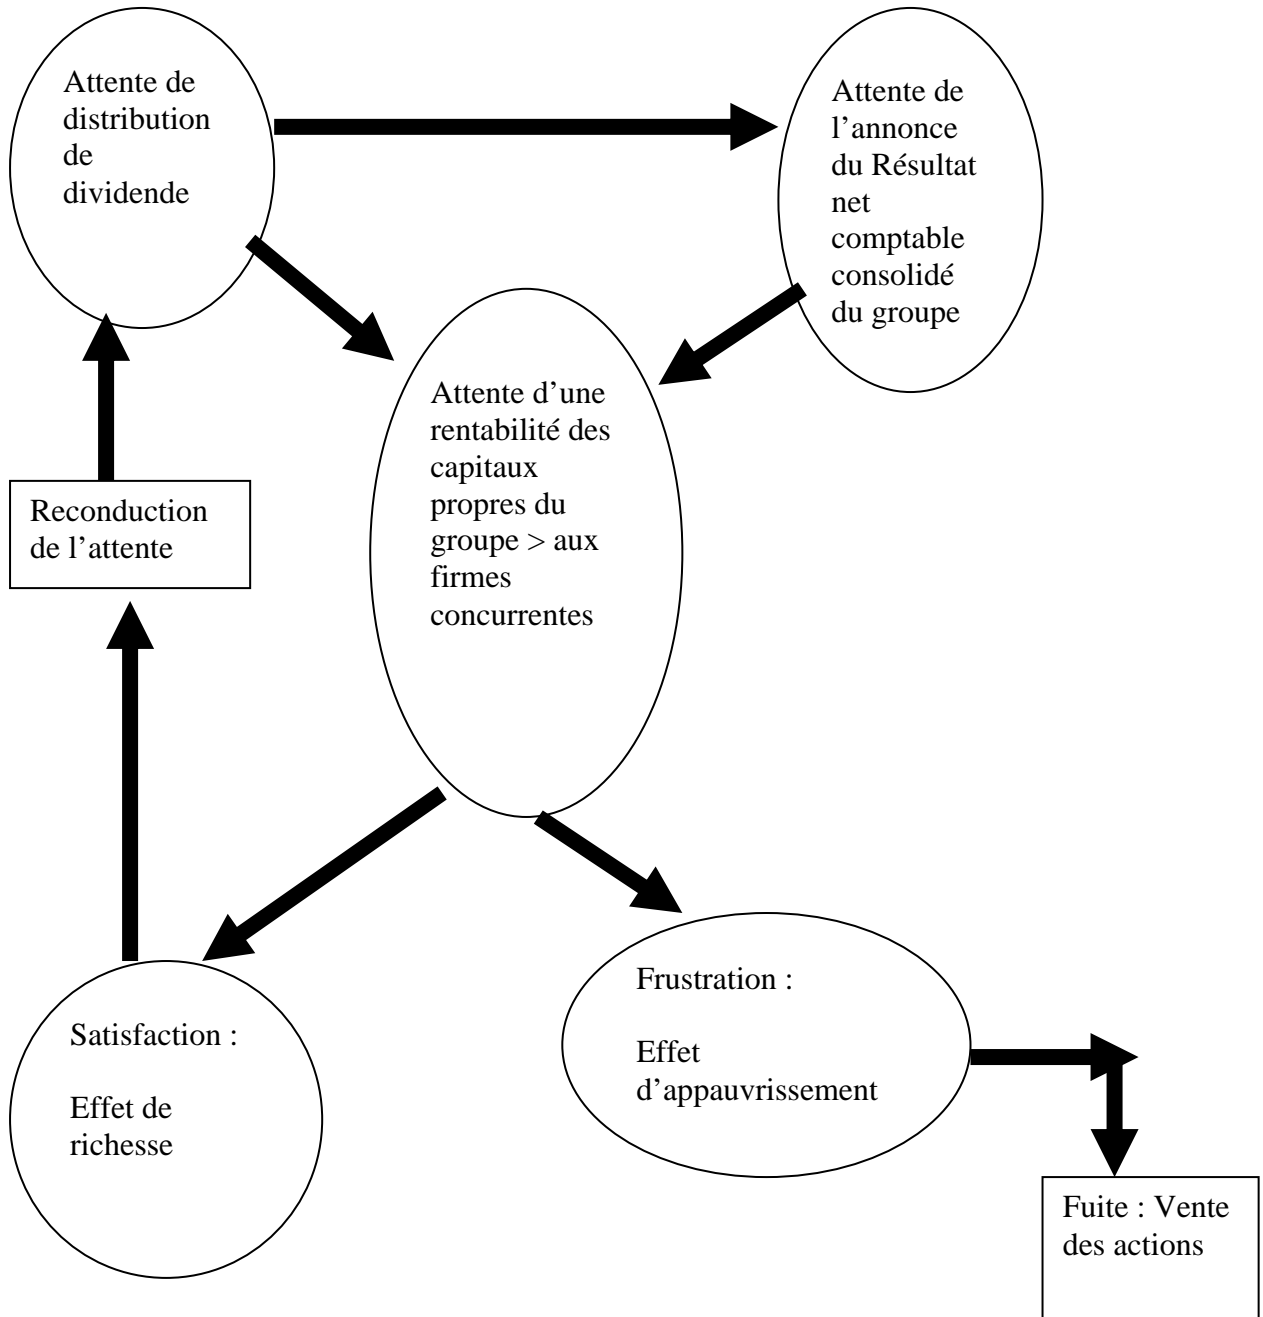 Attente de
distribution
de
dividende
Attente de
l’annonce
du Résultat
net
comptable
consolidé
du groupe
Attente d’une
rentabilité des
capitaux
propres du
groupe > aux
firmes
concurrentes
Reconduction
de l’attente
Satisfaction :
Effet de
richesse
Frustration :
Effet
d’appauvrissement
Fuite : Vente
des actions